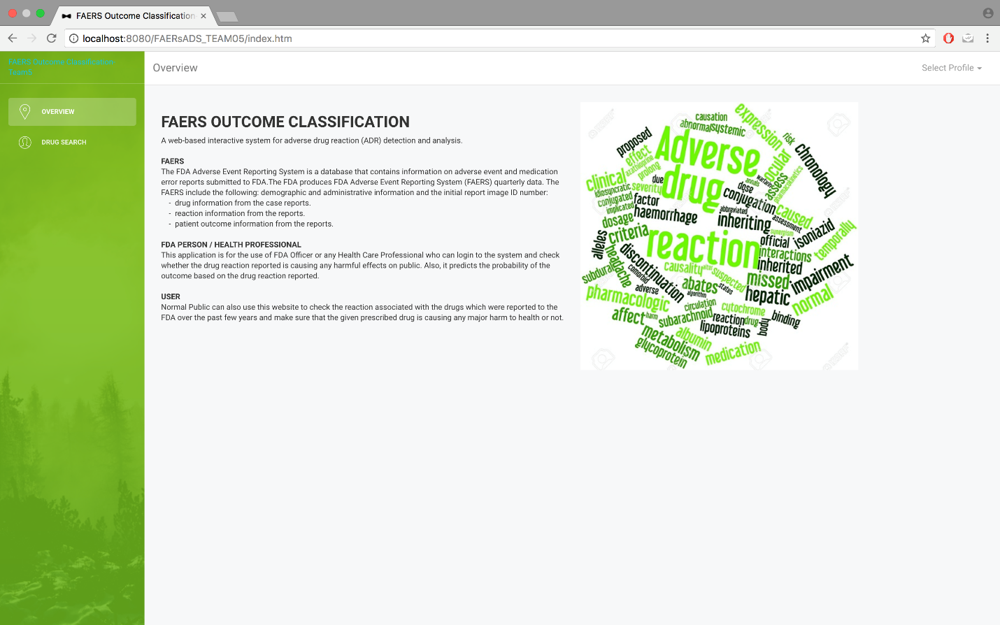 FAERS Outcome Classification
localhost:8080/FAERsADS_TEAM05/index.htm
FAERS Outcome Classification
Overview
Select Profile
OVERVIEW
DRUG SEARCH
FAERS OUTCOME CLASSIFICATION
A web-based interactive system for adverse drug reaction (ADR) detection and analysis.
FAERS
The FDA Adverse Event Reporting System is a database that contains information on adverse event and medication
error reports submitted to FDA.The FDA produces FDA Adverse Event Reporting System (FAERS) quarterly data. The
FAERS include the following: demographic and administrative information and the initial report image ID number:
- drug information from the case reports.
- reaction information from the reports.
- patient outcome information from the reports.
FDA PERSON / HEALTH PROFESSIONAL
This application is for the use of FDA Officer or any Health Care Professional who can login to the system and check
whether the drug reaction reported is causing any harmful effects on public. Also, it predicts the probability of the
outcome based on the drug reaction reported.
USER
Normal Public can also use this website to check the reaction associated with the drugs which were reported to the
FDA over the past few years and make sure that the given prescribed drug is causing any major harm to health or not.
causation
expression
abnormal
systemic
risk
proposed
Adverse
chronology
effect
azathioprine
prolong
ocular
clinical
due
drug
annals
warfarin
assess
pharmacokinetics
idiosyncratic
severity
dose
conjugated
factor
conjugation
implicated
haemorrhage
abbreviated
caused
dosage
inheriting
assessment
isoniazid
temporally
criteria
synergism
alleles
reaction
official
interactions
headache
discontinuation
causality
inherited
subdural
comorbid
suspected
missed
impairment
adverse
abates
states
hepatic
normal
pharmacologic
algorithm
circulation
cytochrome
affect
harm
subarachnoid
reaction
drug
body
binding
lipoproteins
albumin
metabolism
medication
glycoprotein